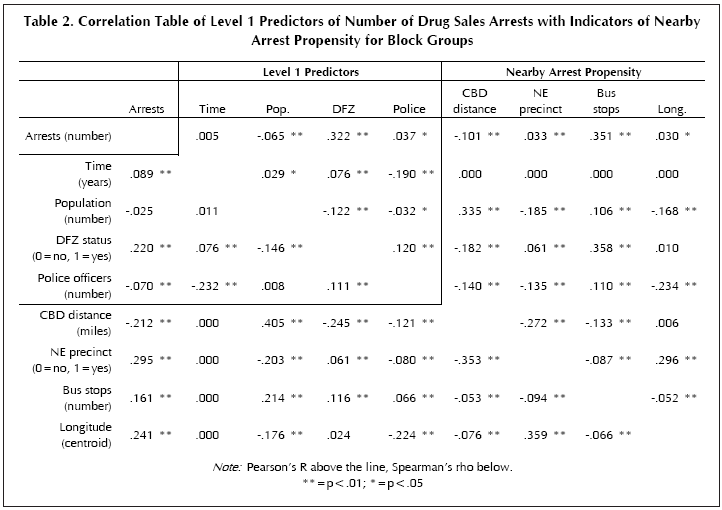 Table 2. Correlation Table of Level 1 Predictors of Number of Drug Sales Arrests with Indicators of Nearby
Arrest Propensity for Block Groups
Level 1 Predictors Nearby Arrest Propensity
Arrests Time Pop. DFZ Police CBD distance NE precinct Bus stops Long.
Arrests (number) .005 -.065 ** .322 ** .037 * -.101 ** .033 ** .351 ** .030 *
Time (years) .089 ** .029 * .076 ** -.190 ** .000 .000 .000 .000
Population (number) -.025 .011 -.122 ** -.032 * .335 ** -.185 ** .106 ** -.168 **
DFZ status (0=no, 1=yes) .220 ** .076 ** -.146 ** .120 ** -.182 ** .061 ** .358 ** .010
Police officers (number) -.070 ** -.232 ** .008 .111 ** -.140 ** -.135 ** .110 ** -.234 **
CBD distance (miles) -.212 ** .000 .405 ** -.245 ** -.121 ** -.272 ** -.133 ** .006
NE precinct (0=no, 1=yes) .295 ** .000 -.203 ** .061 ** -.080 ** -.353 ** -.087 ** .296 **
Bus stops (number) .161 ** .000 .214 ** .116 ** .066 ** -.053 ** -.094 ** -.052 **
Longitude (centroid) .241 ** .000 -.176 ** .024 -.224 ** -.076 ** .359 ** -.066 **
Note: Pearson's R above the line, Spearman's rho below.
**=p<.01; *=p<.05